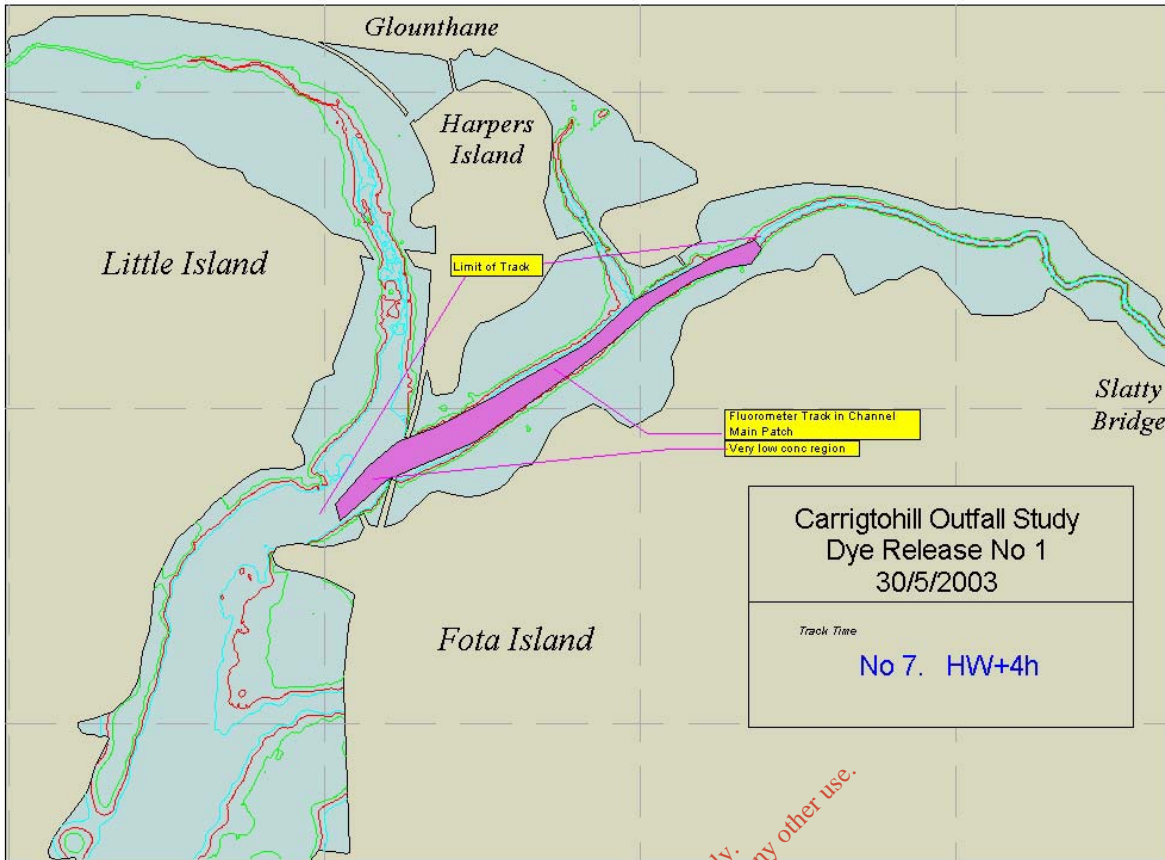 Glounthane
Harpers
Island
Little Island
Limit of Track
Slatty
Bridge
Fluorometer Track in Channel
Main Patch
Very low conc region
Carrigtohill Outfall Study
Dye Release No 1
30/5/2003
Fota Island
Track Time
No 7. HW+4h
any other use.